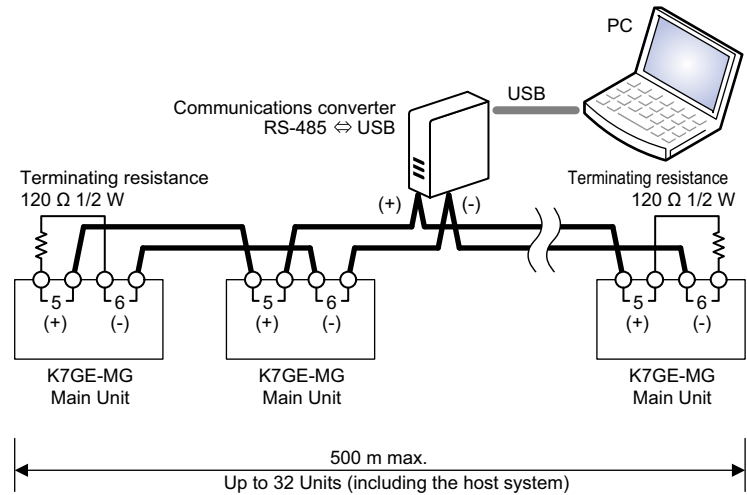 PC
USB
Communications converter
RS-485 ⇔ USB
Terminating resistance
120 Ω 1/2 W
Terminating resistance
120 Ω 1/2 W
(+) (-)
5 6
(+) (-)
5 6
(+) (-)
5 6
(+) (-)
K7GE-MG
Main Unit
K7GE-MG
Main Unit
K7GE-MG
Main Unit
500 m max.
Up to 32 Units (including the host system)